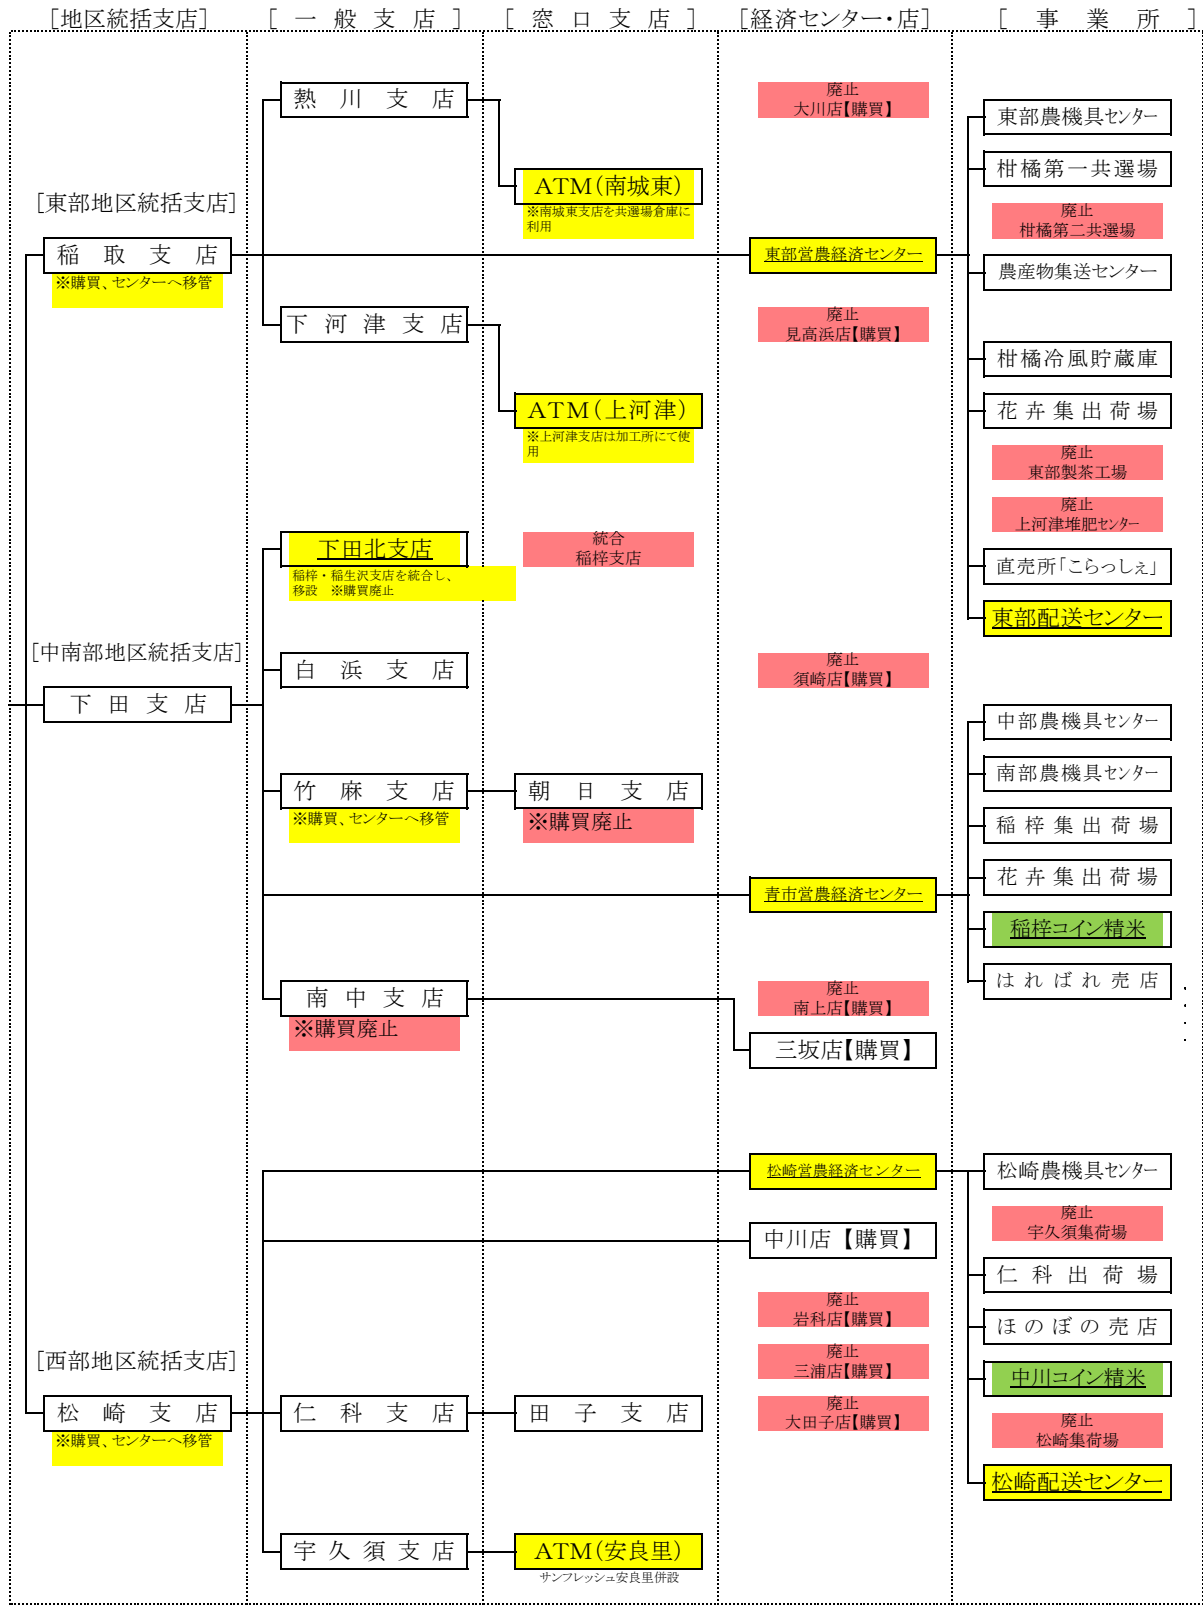 ［地区統括支店］
［一般支店］
［窓口支店］
［経済センター・店］
［事業所］
熱川支店
廃止
大川店【購買】
東部農機具センター
柑橘第一共選場
ATM（南城東）
※南城東支店を共選場倉庫に
利用
［東部地区統括支店］
廃止
柑橘第二共選場
稲取支店
※購買、センターへ移管
東部営農経済センター
農産物集送センター
下河津支店
廃止
見高浜店【購買】
柑橘冷風貯蔵庫
ATM（上河津）
※上河津支店は加工所にて使
用
花卉集出荷場
廃止
東部製茶工場
廃止
上河津堆肥センター
下田北支店
稲梓・稲生沢支店を統合し、
移設　※購買廃止
統合
稲梓支店
直売所「こらっしぇ」
東部配送センター
［中南部地区統括支店］
白浜支店
廃止
須崎店【購買】
下田支店
中部農機具センター
南部農機具センター
竹麻支店
※購買、センターへ移管
朝日支店
※購買廃止
稲梓集出荷場
花卉集出荷場
青市営農経済センター
稲梓コイン精米
はればれ売店
南中支店
※購買廃止
廃止
南上店【購買】
三坂店【購買】
松崎営農経済センター
松崎農機具センター
廃止
宇久須集荷場
中川店【購買】
仁科出荷場
廃止
岩科店【購買】
ほのぼの売店
［西部地区統括支店］
廃止
三浦店【購買】
中川コイン精米
松崎支店
※購買、センターへ移管
仁科支店
田子支店
廃止
大田子店【購買】
廃止
松崎集荷場
松崎配送センター
宇久須支店
ATM（安良里）
サンフレッシュ安良里併設